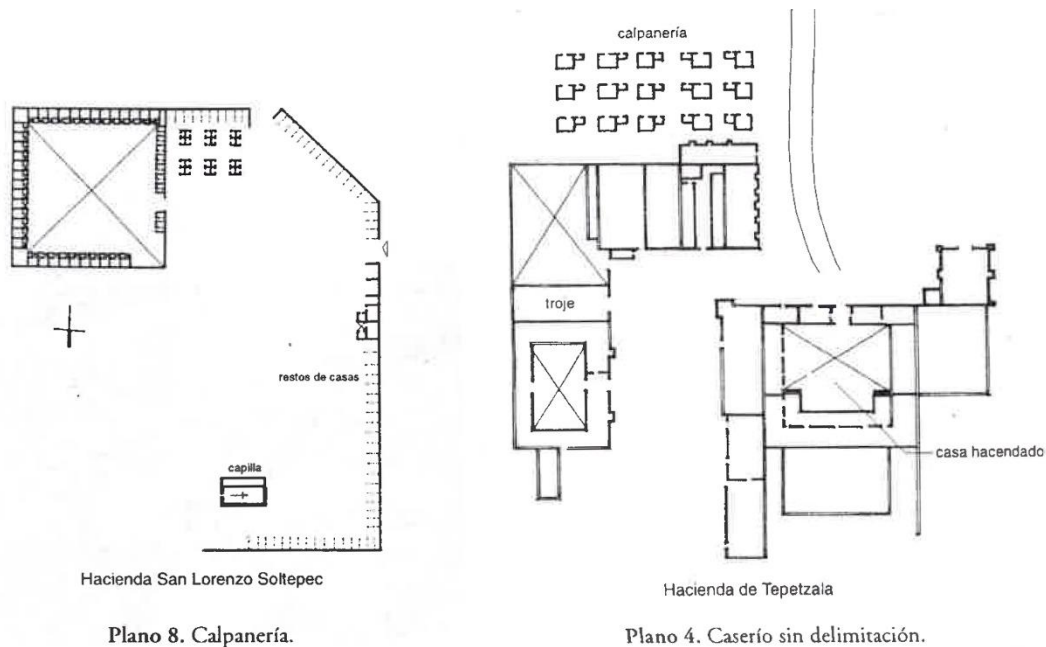 restos de casas
capilla
Hacienda San Lorenzo Soltepec
Plano 8. Calpanería.
calpanería
troje
casa hacendado
Hacienda de Tepetzala
Plano 4. Caserío sin delimitación.